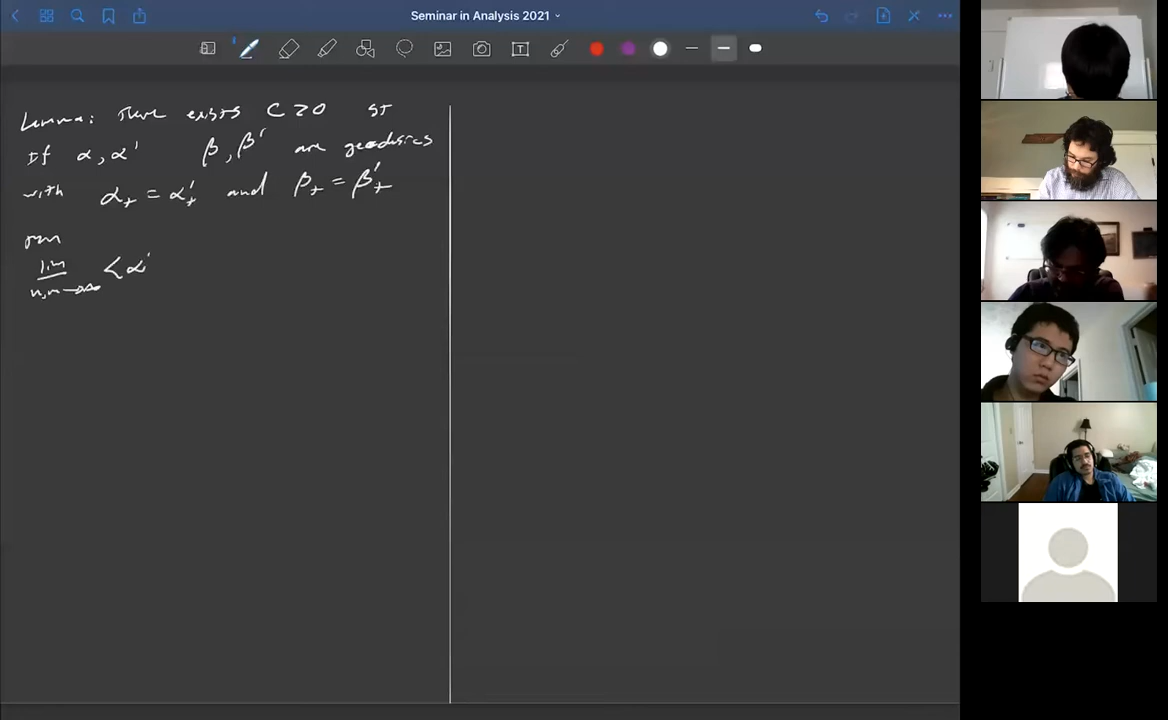 Seminar in Analysis 2021
Lemma: There exists C ≥ 0 st
If α, α' β, β' are geodesics
with α₊ = α'₊ and β₊ = β'₊
then
lim < α'
n,m→∞